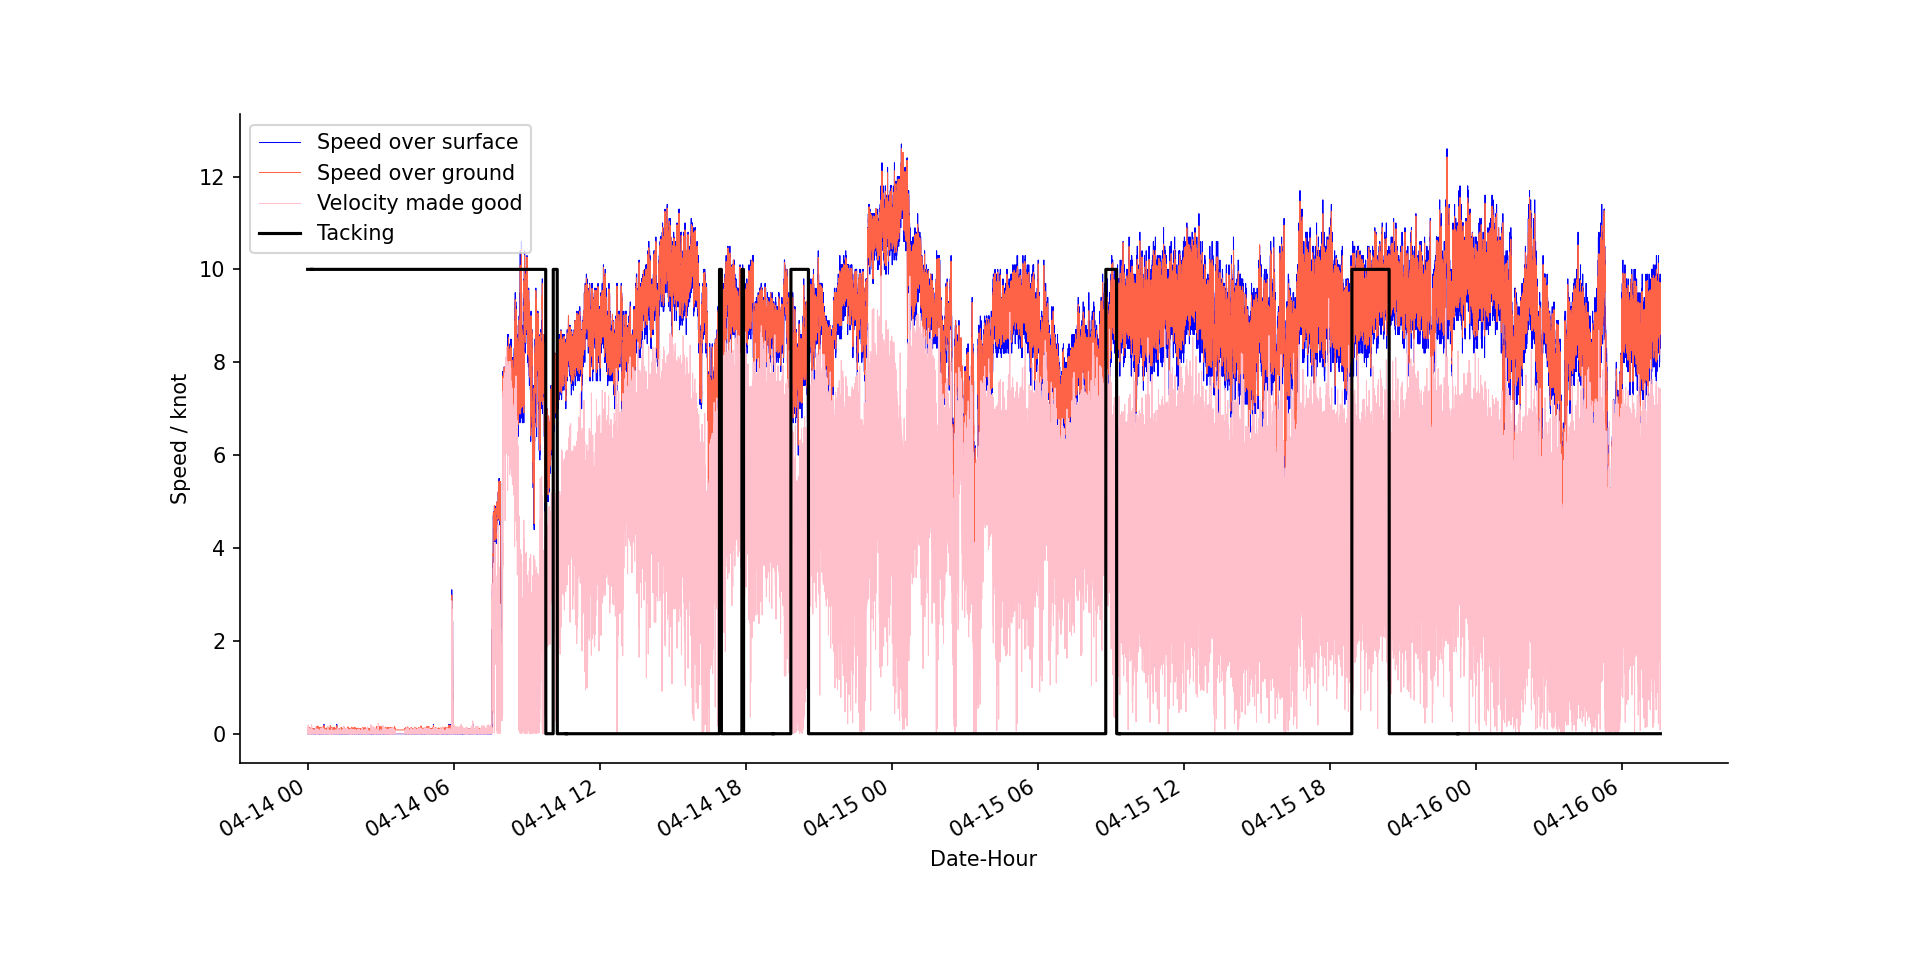 Speed over surface
Speed over ground
Velocity made good
Tacking
12
10
8
6
4
2
0
Speed / knot
04-14 00
04-14 06
04-14 12
04-14 18
04-15 00
04-15 06
04-15 12
04-15 18
04-16 00
04-16 06
Date-Hour